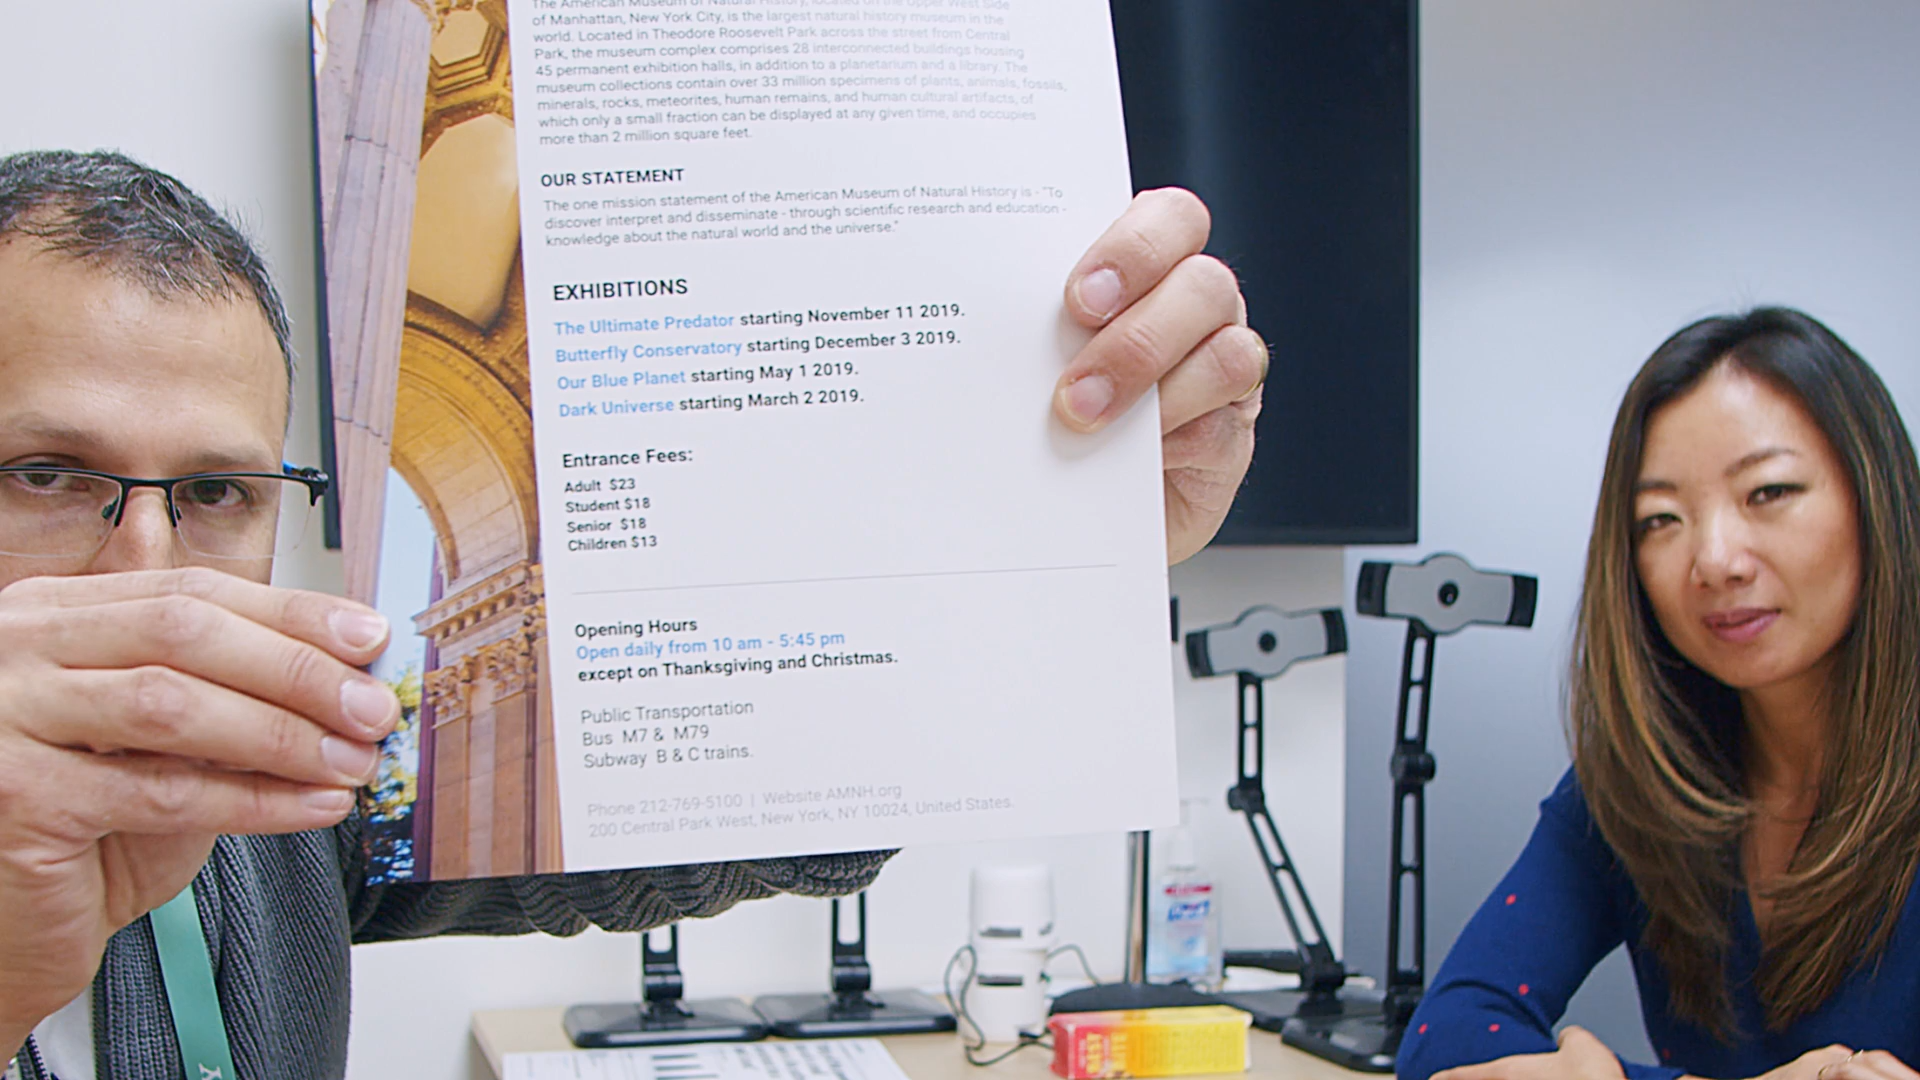 The American Museum of Natural History, located on the Upper West Side
of Manhattan, New York City, is the largest natural history museum in the
world. Located in Theodore Roosevelt Park across the street from Central
Park, the museum complex comprises 28 interconnected buildings housing
45 permanent exhibition halls, in addition to a planetarium and a library. The
museum collections contain over 33 million specimens of plants, animals, fossils,
minerals, rocks, meteorites, human remains, and human cultural artifacts, of
which only a small fraction can be displayed at any given time, and occupies
more than 2 million square feet.
OUR STATEMENT
The one mission statement of the American Museum of Natural History is - "To
discover interpret and disseminate - through scientific research and education -
knowledge about the natural world and the universe."
EXHIBITIONS
The Ultimate Predator starting November 11 2019.
Butterfly Conservatory starting December 3 2019.
Our Blue Planet starting May 1 2019.
Dark Universe starting March 2 2019.
Entrance Fees:
Adult $23
Student $18
Senior $18
Children $13
Opening Hours
Open daily from 10 am - 5:45 pm
except on Thanksgiving and Christmas.
Public Transportation
Bus M7 & M79
Subway B & C trains.
Phone 212-769-5100 | Website AMNH.org
200 Central Park West, New York, NY 10024, United States.